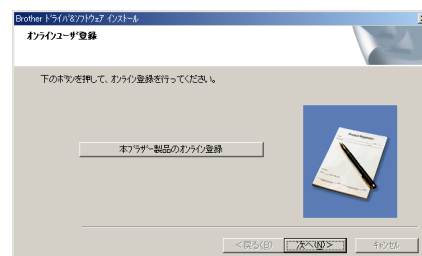 Brother ドライバ&ソフトウェア インストール
オンラインユーザ登録
下のボタンを押して、オンライン登録を行ってください。
本ブラザー製品のオンライン登録
Product Registration
<戻る(B)
次へ(N)>
キャンセル